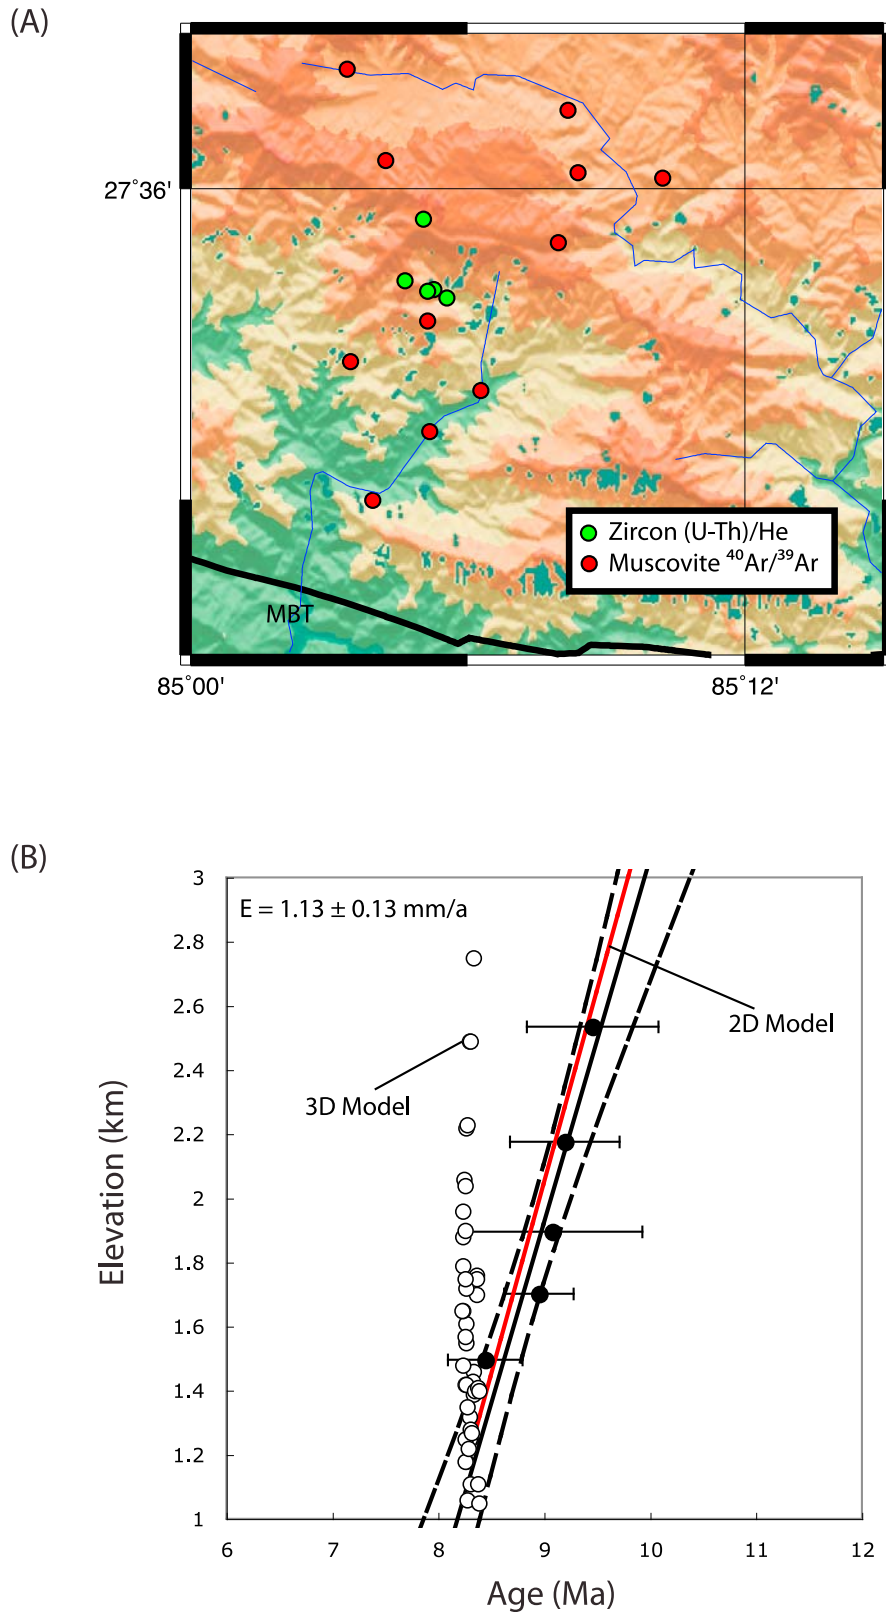 (A)
27°36'
Zircon (U-Th)/He
Muscovite ⁴⁰Ar/³⁹Ar
MBT
85°00'
85°12'
(B)
3
E = 1.13 ± 0.13 mm/a
2.8
2.6
2D Model
2.4
3D Model
2.2
2
1.8
1.6
1.4
1.2
1
Elevation (km)
6
7
8
9
10
11
12
Age (Ma)